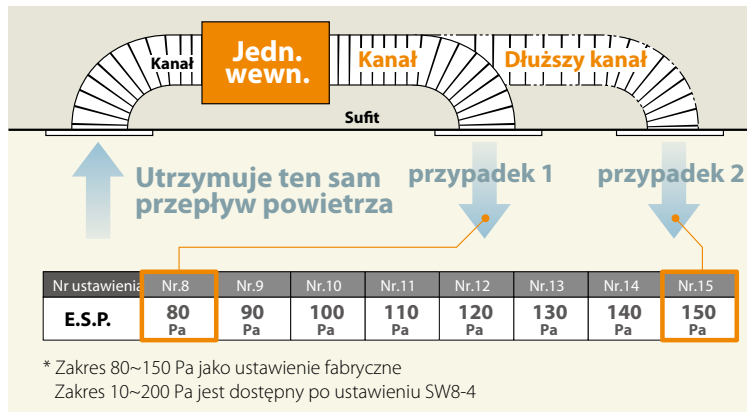 Kanał
Jedn.
wewn.
Kanał
Dłuższy kanał
Sufit
Utrzymuje ten sam
przepływ powietrza
przypadek 1
przypadek 2
Nr ustawienia Nr.8 Nr.9 Nr.10 Nr.11 Nr.12 Nr.13 Nr.14 Nr.15
E.S.P. 80 90 100 110 120 130 140 150
Pa Pa Pa Pa Pa Pa Pa Pa
* Zakres 80~150 Pa jako ustawienie fabryczne
Zakres 10~200 Pa jest dostępny po ustawieniu SW8-4